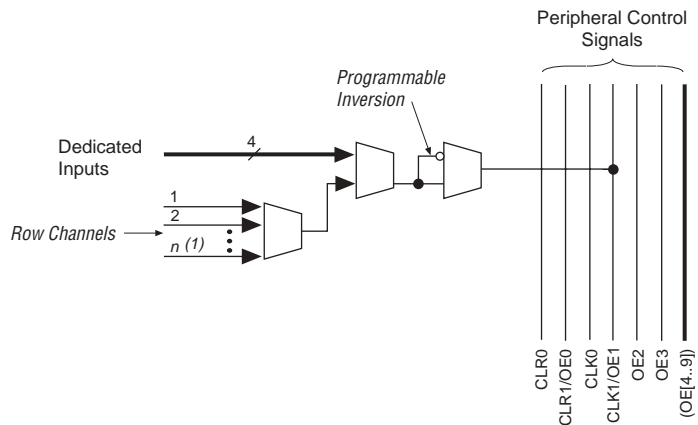 Peripheral Control
Signals
Programmable
Inversion
Dedicated
Inputs
4
Row Channels
1
2
n (1)
CLR0
CLR1/OE0
CLK0
CLK1/OE1
OE2
OE3
(OE[4..9])